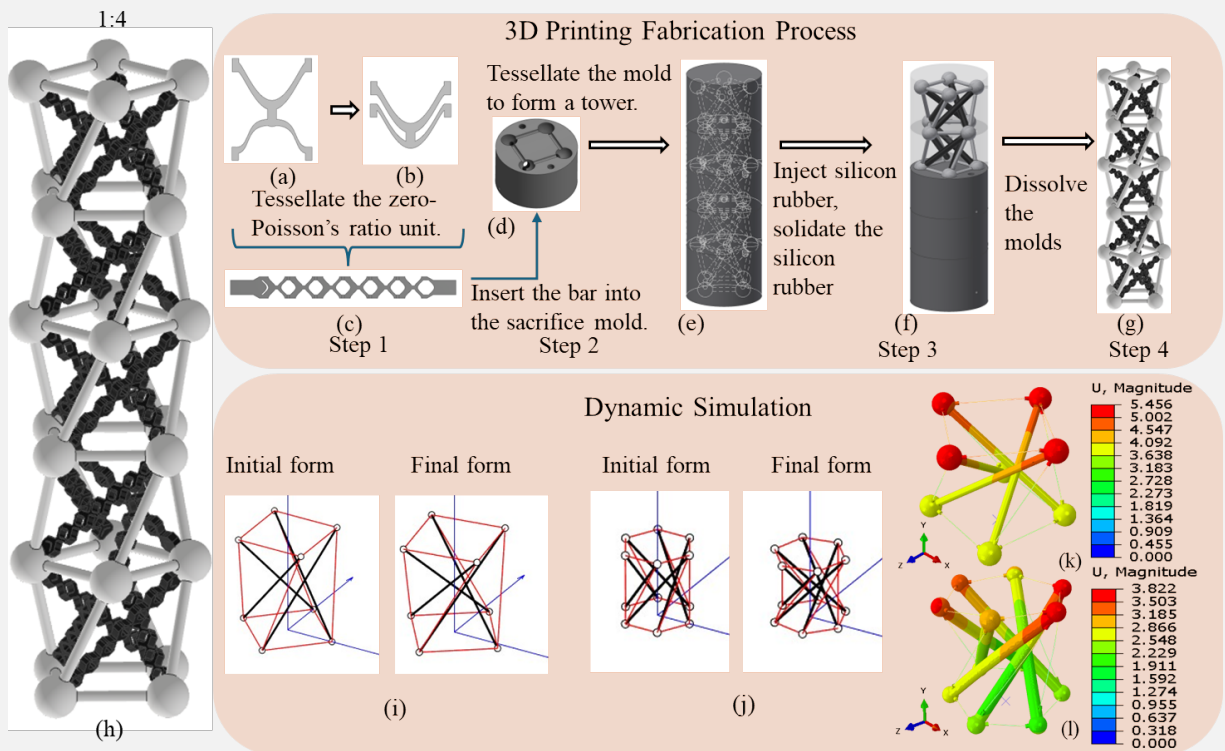 1:4
3D Printing Fabrication Process
(a)
(b)
Tessellate the zero-
Poisson's ratio unit.
(c)
Step 1
Tessellate the mold
to form a tower.
(d)
Insert the bar into
the sacrifice mold.
Step 2
(e)
Inject silicon
rubber,
solidate the
silicon
rubber
(f)
Step 3
Dissolve
the
molds
(g)
Step 4
(h)
Dynamic Simulation
Initial form
Final form
(i)
Initial form
Final form
(j)
U, Magnitude
5.456
5.002
4.547
4.092
3.638
3.183
2.728
2.273
1.819
1.364
0.909
0.455
0.000
Y
Z
X
(k)
U, Magnitude
3.822
3.503
3.185
2.866
2.548
2.229
1.911
1.592
1.274
0.955
0.637
0.318
0.000
Y
Z
X
(l)